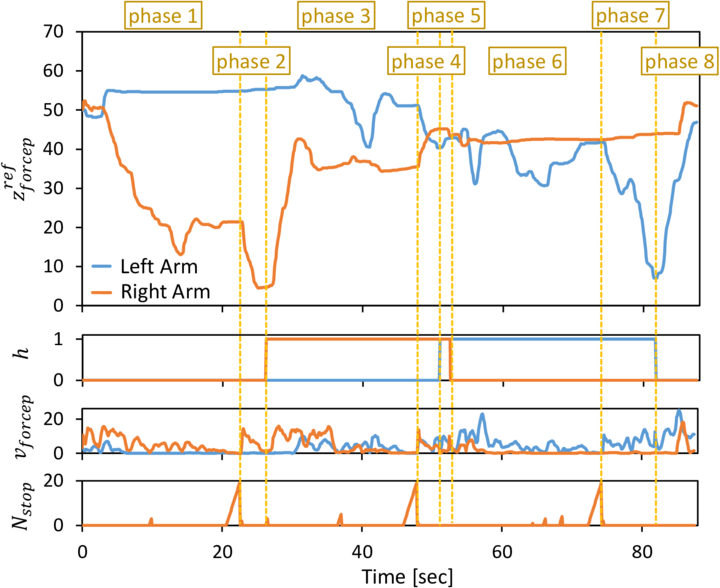 phase 1
phase 3
phase 5
phase 7
phase 2
phase 4
phase 6
phase 8
70
60
50
40
30
20
10
0
z_forcep^ref
Left Arm
Right Arm
1
0
h
20
0
v_forcep
20
0
N_stop
0 20 40 60 80
Time [sec]